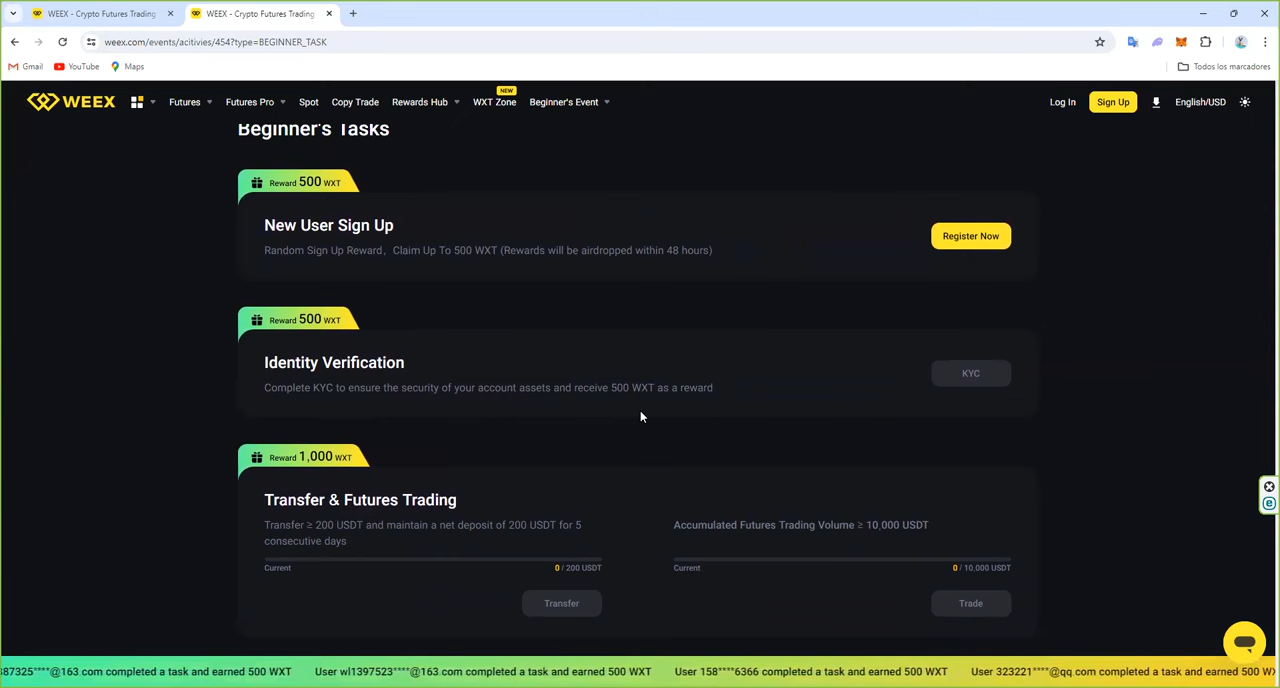 WEEX - Crypto Futures Trading
WEEX - Crypto Futures Trading
weex.com/events/acitivies/454?type=BEGINNER_TASK
Gmail YouTube Maps Todos los marcadores
WEEX Futures Futures Pro Spot Copy Trade Rewards Hub WXT Zone NEW Beginner's Event Log In Sign Up English/USD
Beginner's Tasks
Reward 500 WXT
New User Sign Up
Random Sign Up Reward, Claim Up To 500 WXT (Rewards will be airdropped within 48 hours)
Register Now
Reward 500 WXT
Identity Verification
Complete KYC to ensure the security of your account assets and receive 500 WXT as a reward
KYC
Reward 1,000 WXT
Transfer & Futures Trading
Transfer ≥ 200 USDT and maintain a net deposit of 200 USDT for 5
consecutive days
Current 0 / 200 USDT
Transfer
Accumulated Futures Trading Volume ≥ 10,000 USDT
Current 0 / 10,000 USDT
Trade
87325****@163.com completed a task and earned 500 WXT User wl1397523****@163.com completed a task and earned 500 WXT User 158****6366 completed a task and earned 500 WXT User 323221****@qq.com completed a task and earned 500 WX